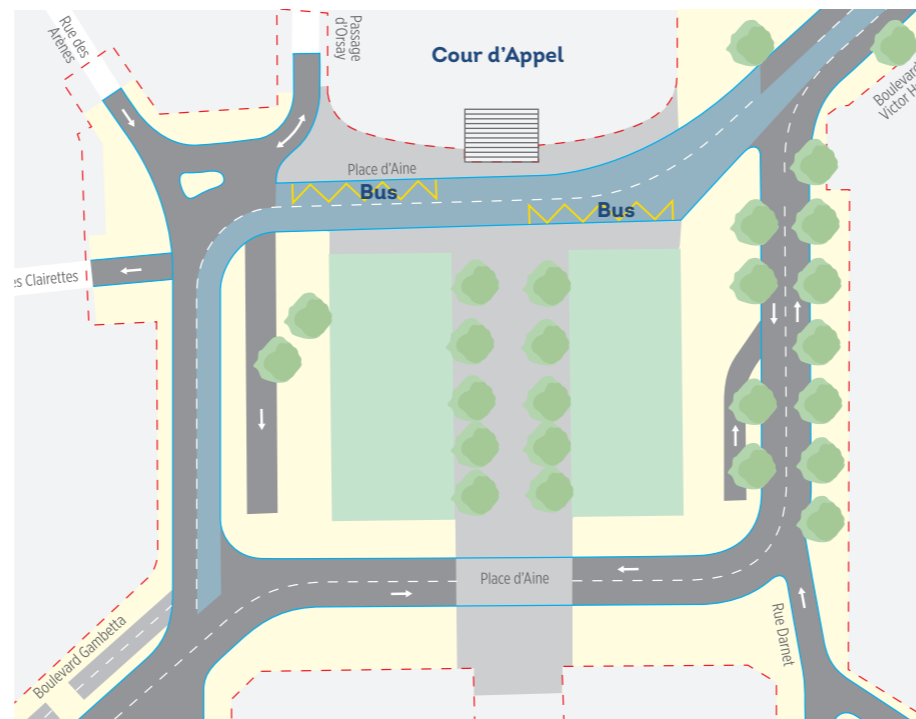 Rue des
Arènes
Passage
d'Orsay
Cour d'Appel
Boulevard
Victor H
Place d'Aine
Bus
Bus
es Clairettes
Place d'Aine
Boulevard Gambetta
Rue Darnet